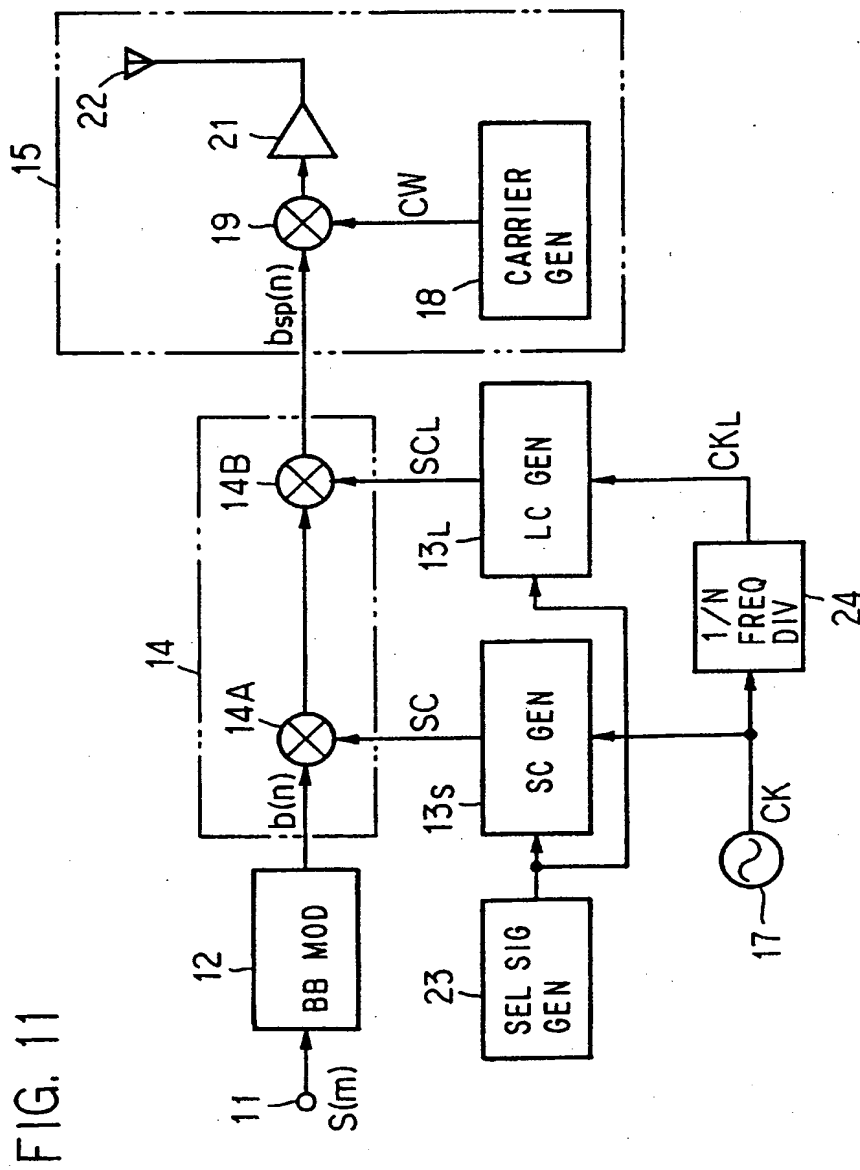 FIG. 11
15
22
21
19
bsp(n)
CW
CARRIER
GEN
18
14
14A
14B
b(n)
12
BB MOD
11
S(m)
SC
SCL
SC GEN
13S
LC GEN
13L
SEL SIG
GEN
23
CK
CKL
1/N
FREQ
DIV
24
17